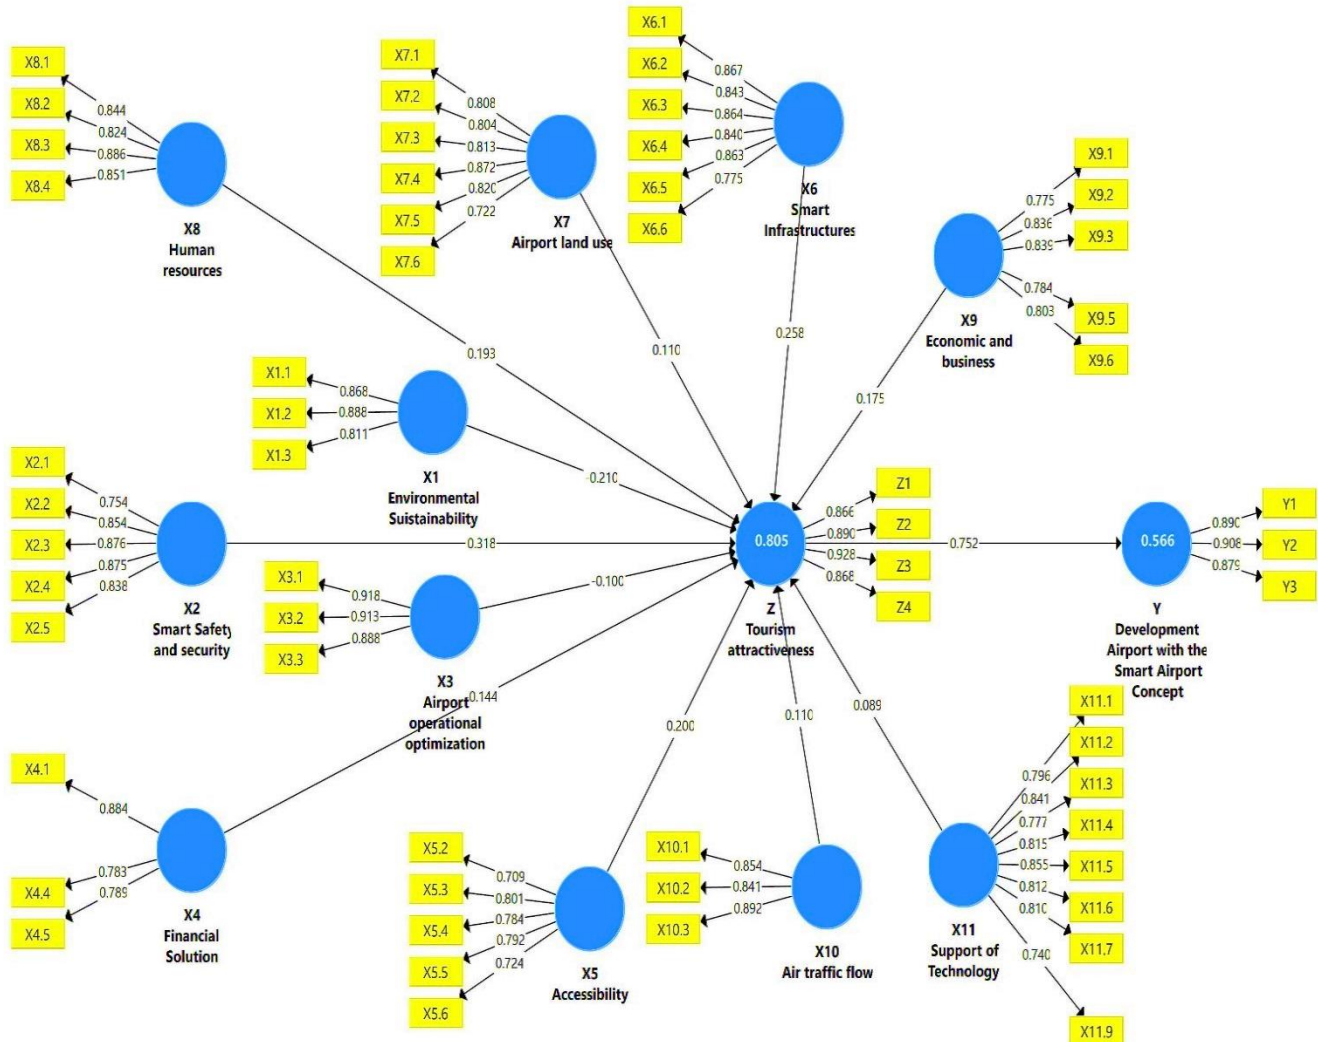 X8.1
X8.2
X8.3
X8.4
0.844
0.824
0.886
0.851
X8
Human
resources
X7.1
X7.2
X7.3
X7.4
X7.5
X7.6
0.808
0.804
0.813
0.872
0.820
0.722
X7
Airport land use
X6.1
X6.2
X6.3
X6.4
X6.5
X6.6
0.867
0.843
0.864
0.840
0.863
0.775
X6
Smart
Infrastructures
X9.1
X9.2
X9.3
X9.5
X9.6
0.775
0.836
0.839
0.784
0.803
X9
Economic and
business
0.193
0.110
0.258
0.175
X1.1
X1.2
X1.3
0.868
0.888
0.811
X1
Environmental
Suistainability
-0.210
X2.1
X2.2
X2.3
X2.4
X2.5
0.754
0.854
0.876
0.875
0.838
X2
Smart Safety
and security
0.318
X3.1
X3.2
X3.3
0.918
0.913
0.888
X3
Airport
operational
optimization
-0.100
0.805
Z1
Z2
Z3
Z4
0.866
0.890
0.928
0.868
Z
Tourism
attractiveness
0.752
0.566
Y1
Y2
Y3
0.890
0.908
0.879
Y
Development
Airport with the
Smart Airport
Concept
X4.1
X4.4
X4.5
0.884
0.783
0.789
X4
Financial
Solution
0.144
X5.2
X5.3
X5.4
X5.5
X5.6
0.709
0.801
0.784
0.792
0.724
X5
Accessibility
0.200
X10.1
X10.2
X10.3
0.854
0.841
0.892
X10
Air traffic flow
0.110
0.089
X11.1
X11.2
X11.3
X11.4
X11.5
X11.6
X11.7
X11.9
0.796
0.841
0.777
0.815
0.855
0.812
0.810
0.740
X11
Support of
Technology